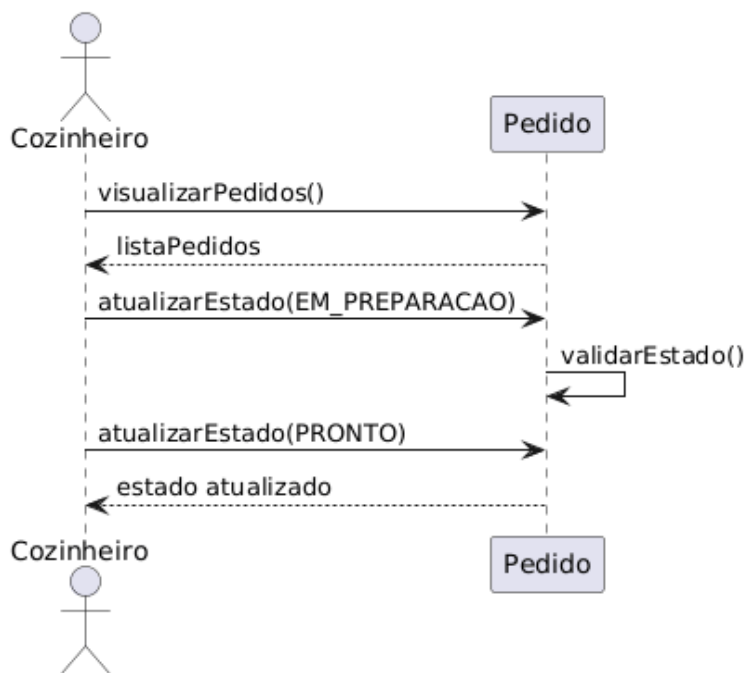 Cozinheiro
Pedido
visualizarPedidos()
listaPedidos
atualizarEstado(EM_PREPARACAO)
validarEstado()
atualizarEstado(PRONTO)
estado atualizado
Cozinheiro
Pedido